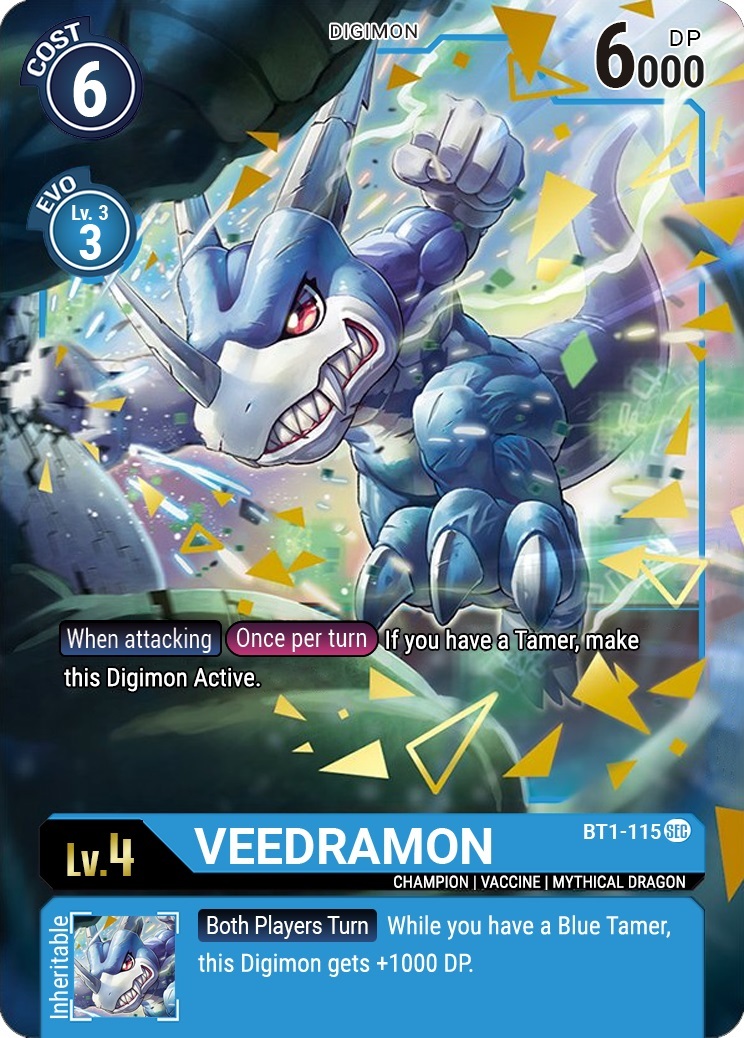 DIGIMON
COST
6
DP
6000
EVO
Lv. 3
3
When attacking Once per turn If you have a Tamer, make
this Digimon Active.
Lv.4
VEEDRAMON
BT1-115 SEC
CHAMPION | VACCINE | MYTHICAL DRAGON
Inheritable
Both Players Turn While you have a Blue Tamer,
this Digimon gets +1000 DP.